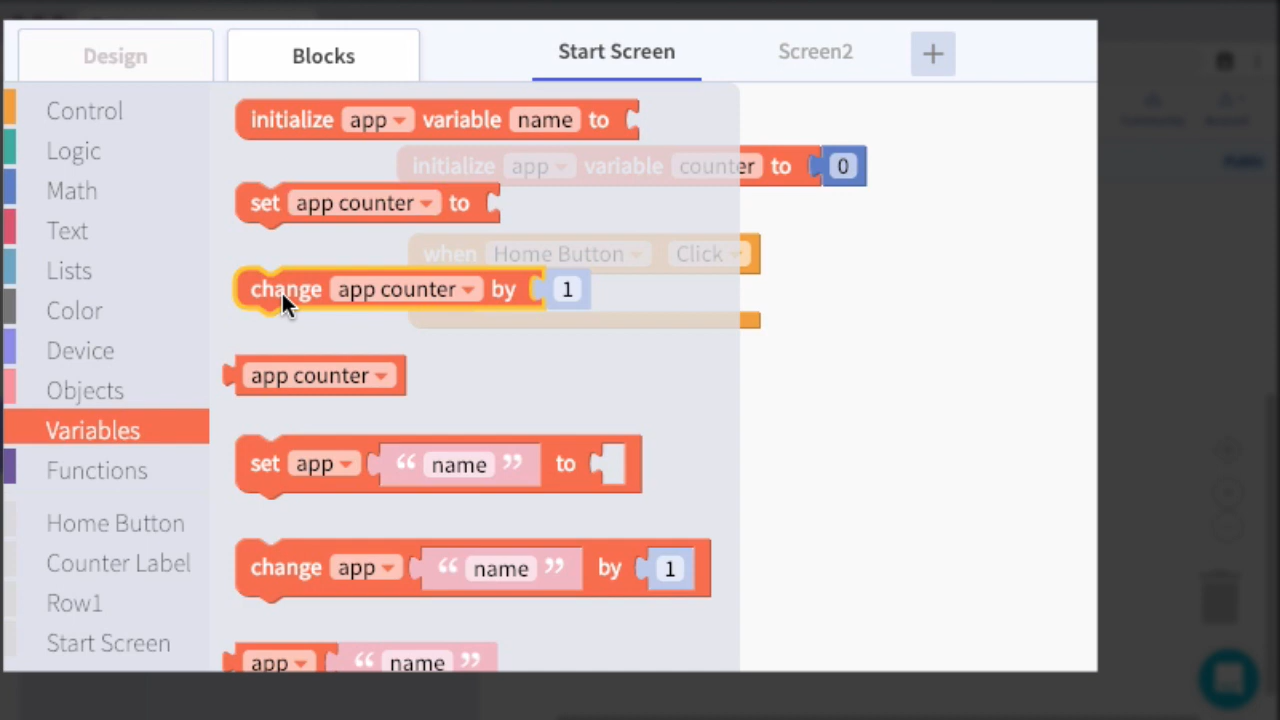 Design
Blocks
Start Screen
Screen2
+
Control
Logic
Math
Text
Lists
Color
Device
Objects
Variables
Functions
Home Button
Counter Label
Row1
Start Screen
initialize app variable name to
initialize app variable counter to 0
set app counter to
when Home Button Click
change app counter by 1
app counter
set app “ name ” to
change app “ name ” by 1
app “ name ”